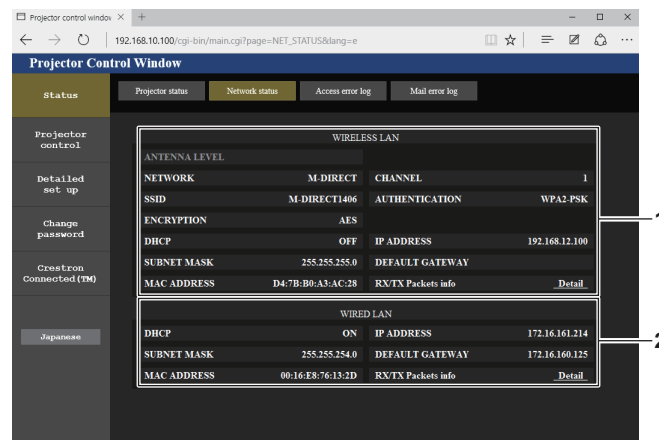 Projector control window
192.168.10.100/cgi-bin/main.cgi?page=NET_STATUS&lang=e
Projector Control Window
Status
Projector status
Network status
Access error log
Mail error log
Projector
control
Detailed
set up
Change
password
Crestron
Connected(TM)
Japanese
WIRELESS LAN
ANTENNA LEVEL
NETWORK M-DIRECT CHANNEL 1
SSID M-DIRECT1406 AUTHENTICATION WPA2-PSK
ENCRYPTION AES
DHCP OFF IP ADDRESS 192.168.12.100
SUBNET MASK 255.255.255.0 DEFAULT GATEWAY
MAC ADDRESS D4:7B:B0:A3:AC:28 RX/TX Packets info Detail
1
WIRED LAN
DHCP ON IP ADDRESS 172.16.161.214
SUBNET MASK 255.255.254.0 DEFAULT GATEWAY 172.16.160.125
MAC ADDRESS 00:16:E8:76:13:2D RX/TX Packets info Detail
2